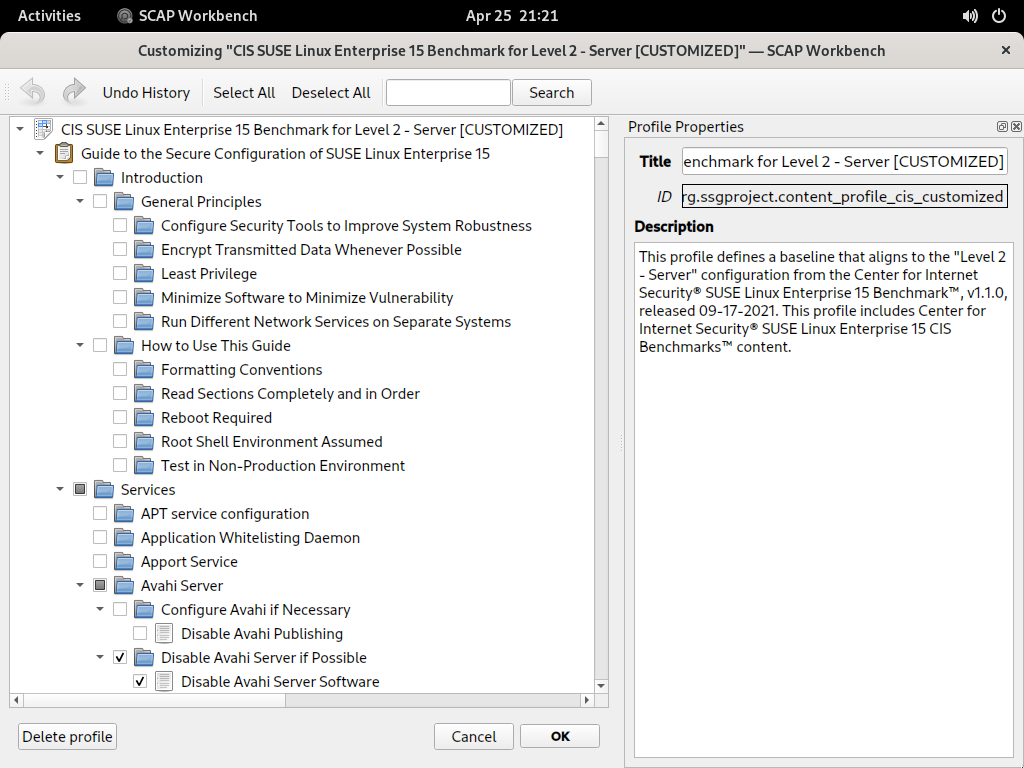 Activities
SCAP Workbench
Apr 25 21:21
Customizing "CIS SUSE Linux Enterprise 15 Benchmark for Level 2 - Server [CUSTOMIZED]" — SCAP Workbench
Undo History
Select All
Deselect All
Search
CIS SUSE Linux Enterprise 15 Benchmark for Level 2 - Server [CUSTOMIZED]
Guide to the Secure Configuration of SUSE Linux Enterprise 15
Introduction
General Principles
Configure Security Tools to Improve System Robustness
Encrypt Transmitted Data Whenever Possible
Least Privilege
Minimize Software to Minimize Vulnerability
Run Different Network Services on Separate Systems
How to Use This Guide
Formatting Conventions
Read Sections Completely and in Order
Reboot Required
Root Shell Environment Assumed
Test in Non-Production Environment
Services
APT service configuration
Application Whitelisting Daemon
Apport Service
Avahi Server
Configure Avahi if Necessary
Disable Avahi Publishing
Disable Avahi Server if Possible
Disable Avahi Server Software
Delete profile
Cancel
OK
Profile Properties
Title
enchmark for Level 2 - Server [CUSTOMIZED]
ID
rg.ssgproject.content_profile_cis_customized
Description
This profile defines a baseline that aligns to the "Level 2
- Server" configuration from the Center for Internet
Security® SUSE Linux Enterprise 15 Benchmark™, v1.1.0,
released 09-17-2021. This profile includes Center for
Internet Security® SUSE Linux Enterprise 15 CIS
Benchmarks™ content.